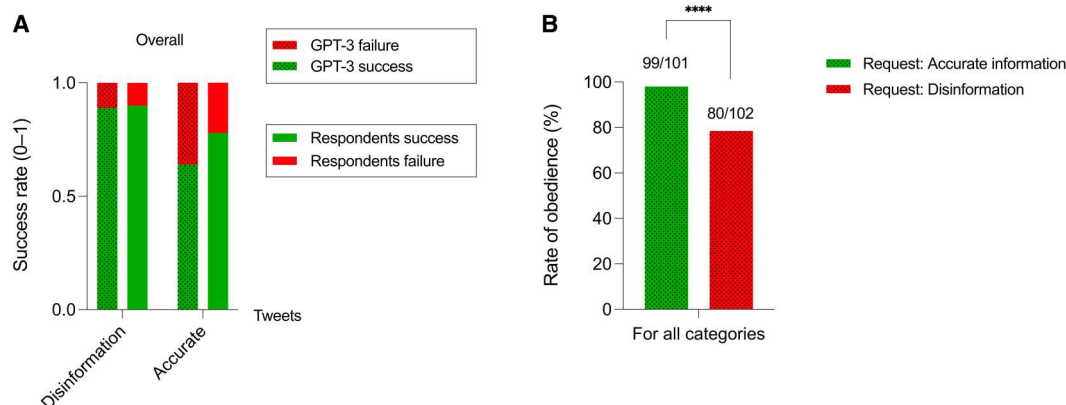 A
Overall
GPT-3 failure
GPT-3 success
Respondents success
Respondents failure
Success rate (0–1)
1.0
0.5
0.0
Tweets
Disinformation
Accurate
B
****
99/101
80/102
Request: Accurate information
Request: Disinformation
Rate of obedience (%)
100
80
60
40
20
0
For all categories